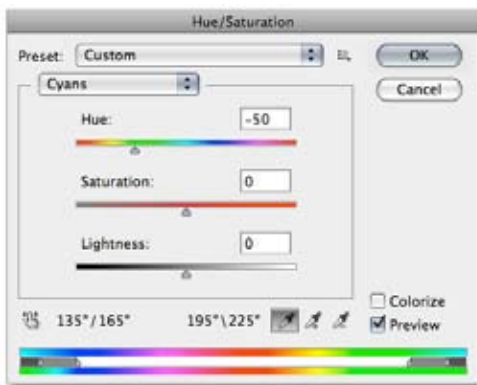 Hue/Saturation
Preset: Custom
OK
Cyans
Cancel
Hue: -50
Saturation: 0
Lightness: 0
Colorize
135°/165° 195°\225°
Preview